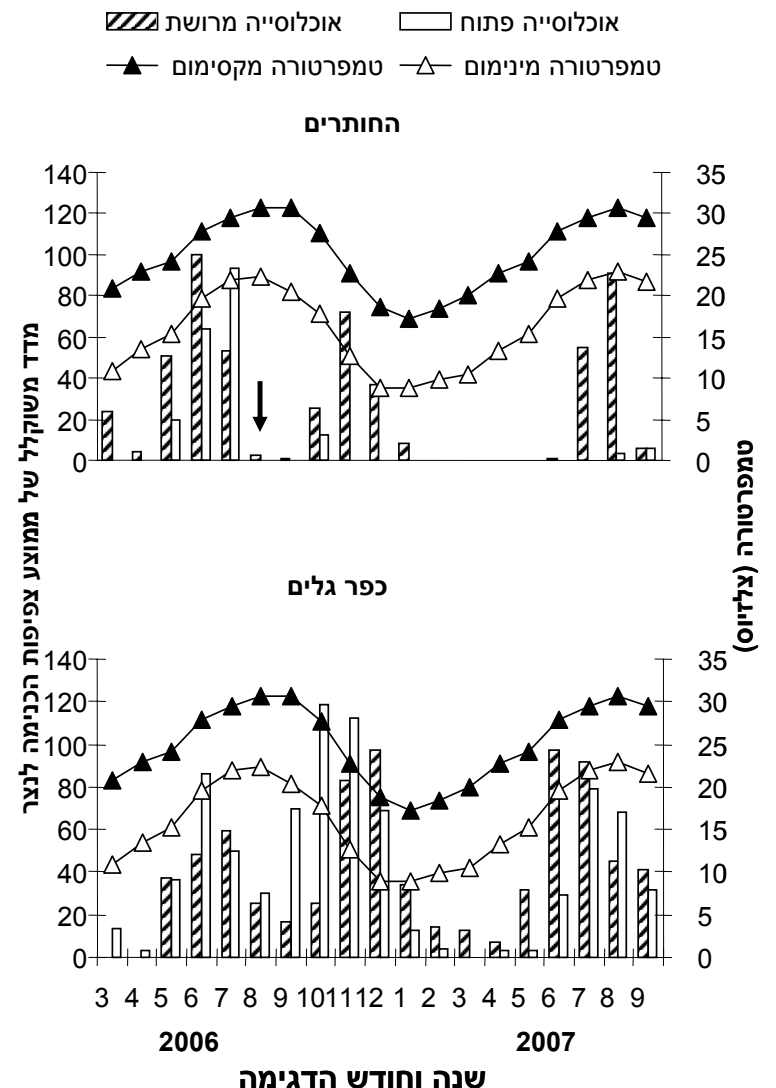 אוכלוסייה מרושת אוכלוסייה פתוח
טמפרטורה מקסימום טמפרטורה מינימום
החותרים
140 35
120 30
100 25
80 20
60 15
40 10
20 5
0 0
מדד משוקלל של ממוצע צפיפות הכנימה לנצר
טמפרטורה (צלזיוס)
כפר גלים
140 35
120 30
100 25
80 20
60 15
40 10
20 5
0 0
3 4 5 6 7 8 9 10 11 12 1 2 3 4 5 6 7 8 9
2006 2007
שנה וחודש הדגימה